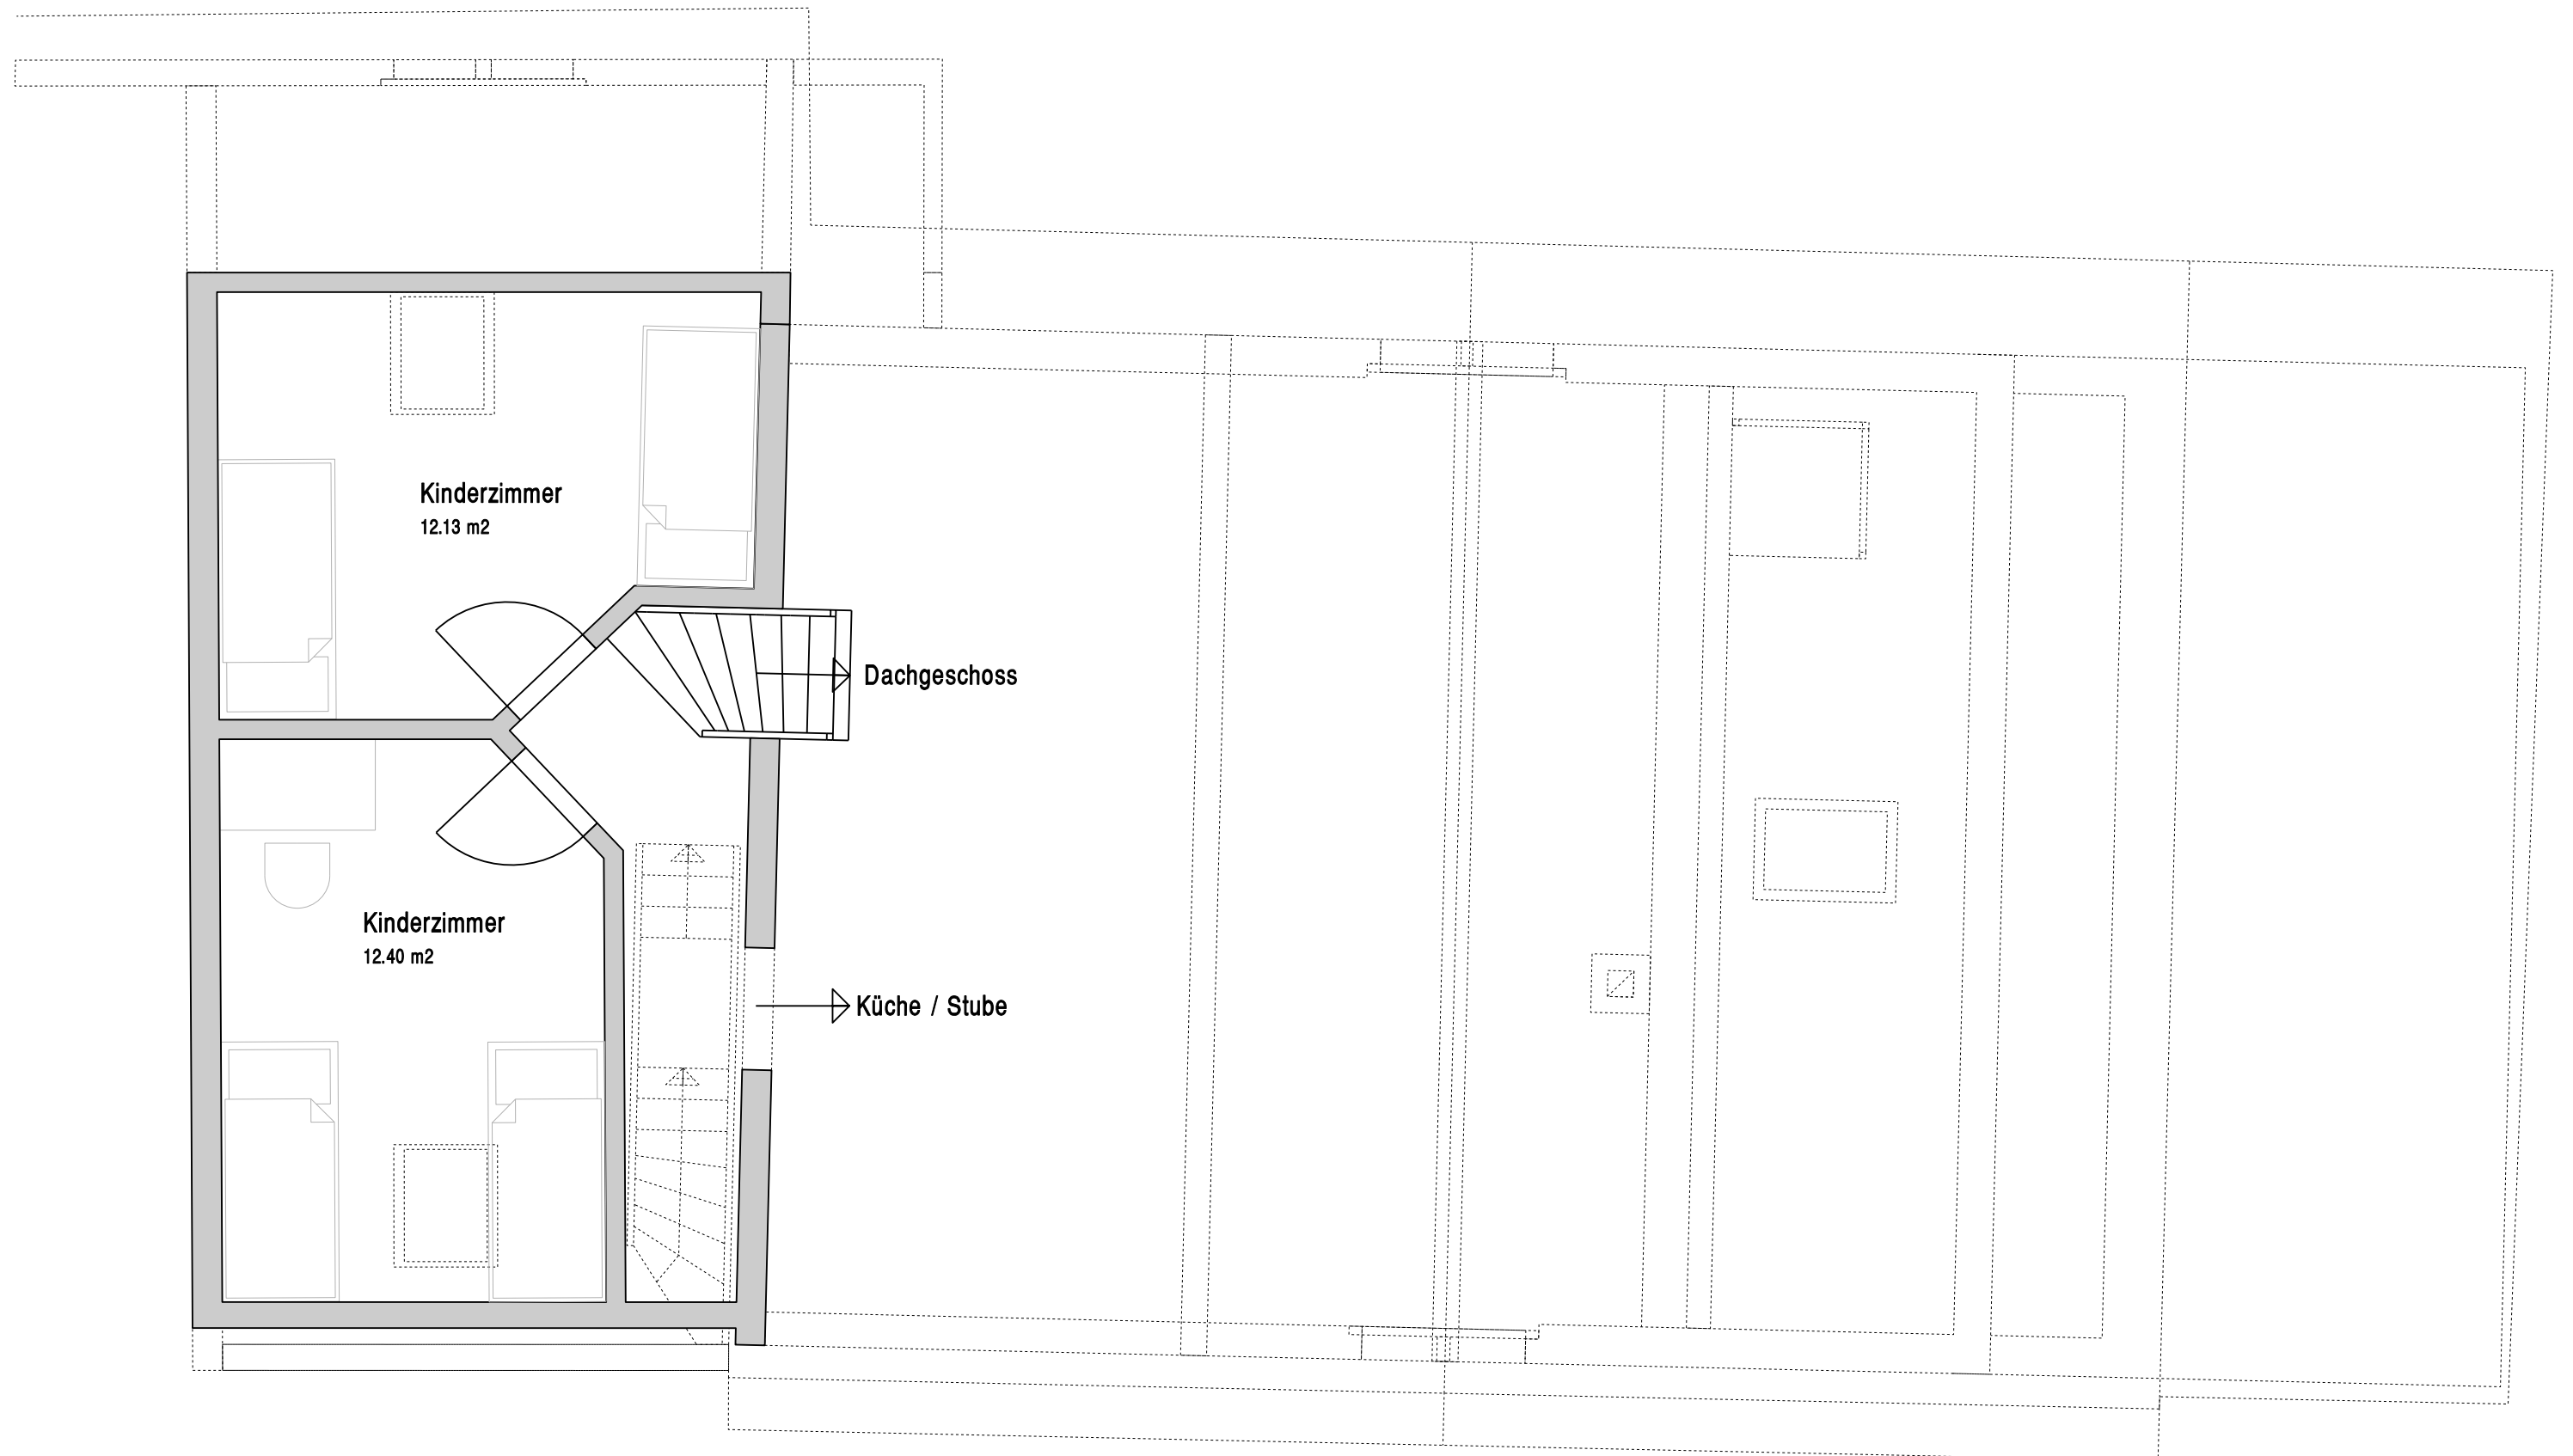 Kinderzimmer
12.13 m2
Dachgeschoss
Kinderzimmer
12.40 m2
Küche / Stube